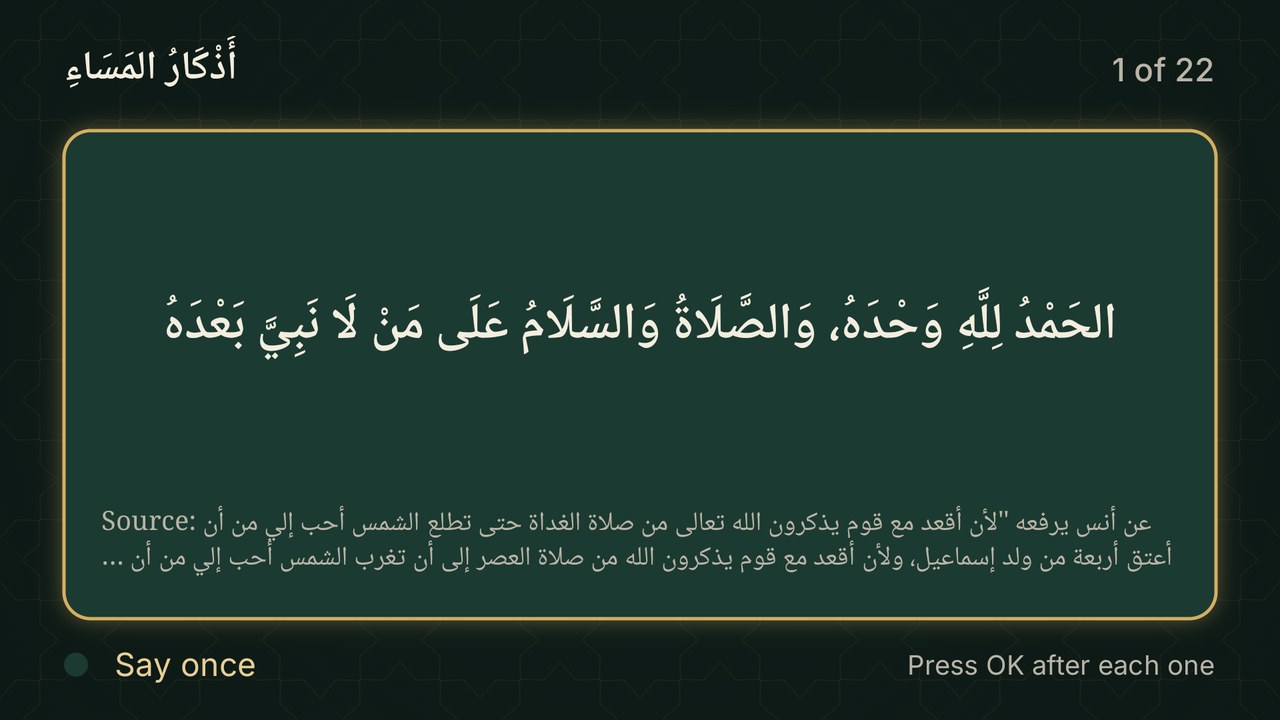 أَذْكَارُ المَسَاءِ
1 of 22
الحَمْدُ لِلَّهِ وَحْدَهُ، وَالصَّلَاةُ وَالسَّلَامُ عَلَى مَنْ لَا نَبِيَّ بَعْدَهُ
Source: عن أنس يرفعه "لأن أقعد مع قوم يذكرون الله تعالى من صلاة الغداة حتى تطلع الشمس أحب إلي من أن
أعتق أربعة من ولد إسماعيل، ولأن أقعد مع قوم يذكرون الله من صلاة العصر إلى أن تغرب الشمس أحب إلي من أن ...
Say once
Press OK after each one